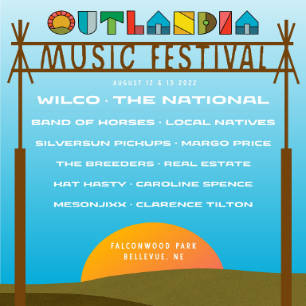 OUTLANDIA
MUSIC FESTIVAL
AUGUST 12 & 13 2022
WILCO · THE NATIONAL
BAND OF HORSES · LOCAL NATIVES
SILVERSUN PICKUPS · MARGO PRICE
THE BREEDERS · REAL ESTATE
KAT HASTY · CAROLINE SPENCE
MESONJIXX · CLARENCE TILTON
FALCONWOOD PARK
BELLEVUE, NE